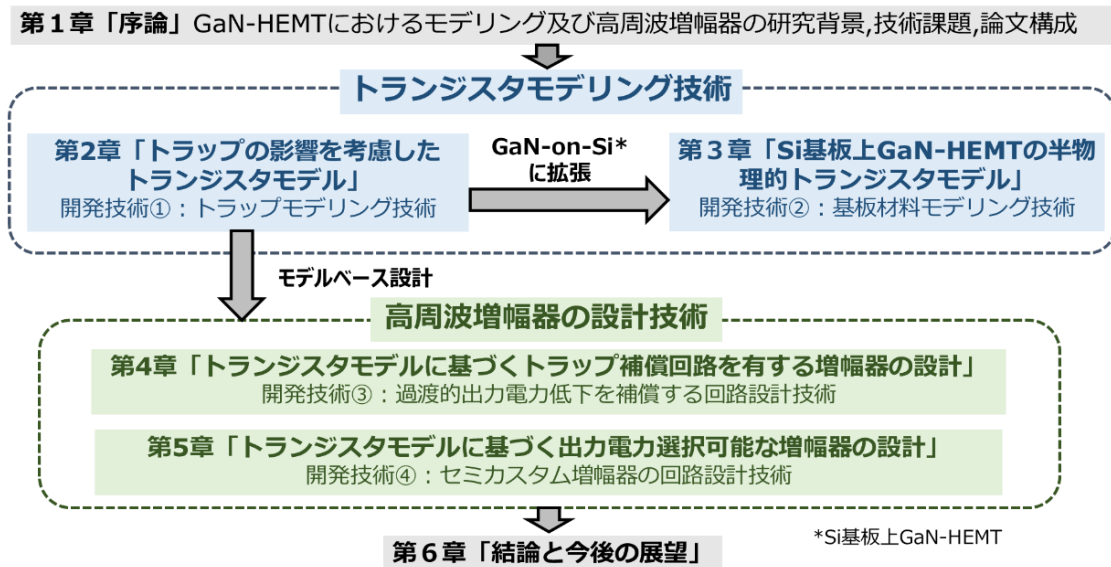 第１章「序論」GaN-HEMTにおけるモデリング及び高周波増幅器の研究背景,技術課題,論文構成
トランジスタモデリング技術
第2章「トラップの影響を考慮した
トランジスタモデル」
開発技術①：トラップモデリング技術
GaN-on-Si*
に拡張
第３章「Si基板上GaN-HEMTの半物
理的トランジスタモデル」
開発技術②：基板材料モデリング技術
モデルベース設計
高周波増幅器の設計技術
第4章「トランジスタモデルに基づくトラップ補償回路を有する増幅器の設計」
開発技術③：過渡的出力電力低下を補償する回路設計技術
第5章「トランジスタモデルに基づく出力電力選択可能な増幅器の設計」
開発技術④：セミカスタム増幅器の回路設計技術
*Si基板上GaN-HEMT
第６章「結論と今後の展望」